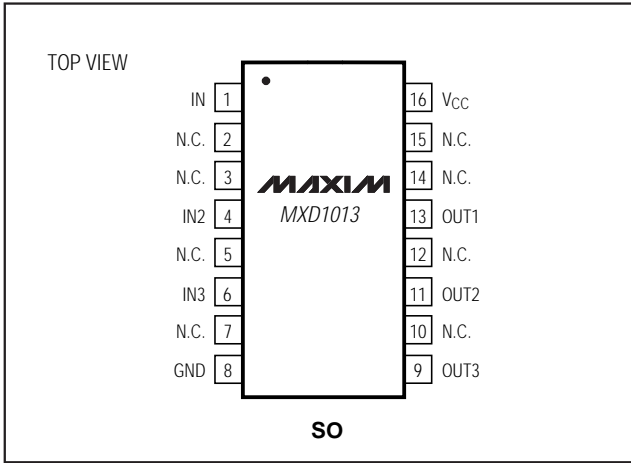 TOP VIEW
IN 1
N.C. 2
N.C. 3
IN2 4
N.C. 5
IN3 6
N.C. 7
GND 8
MAXIM
MXD1013
16 VCC
15 N.C.
14 N.C.
13 OUT1
12 N.C.
11 OUT2
10 N.C.
9 OUT3
SO